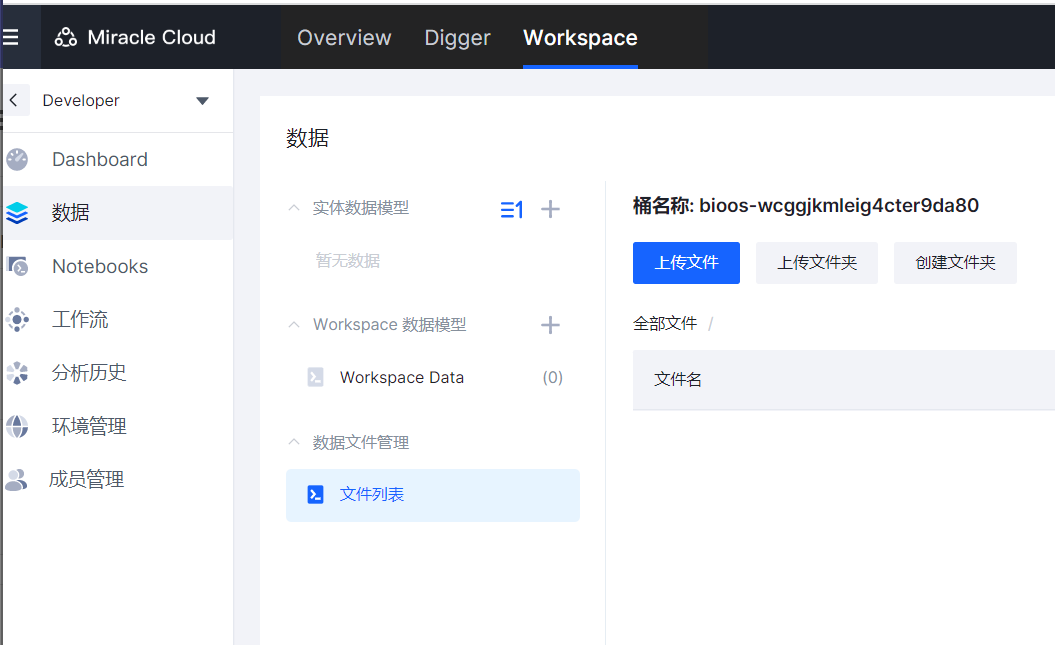 Miracle Cloud Overview Digger Workspace
Developer
Dashboard
数据
Notebooks
工作流
分析历史
环境管理
成员管理
数据
实体数据模型
暂无数据
Workspace 数据模型
Workspace Data (0)
数据文件管理
文件列表
桶名称: bioos-wcggjkmleig4cter9da80
上传文件 上传文件夹 创建文件夹
全部文件 /
文件名